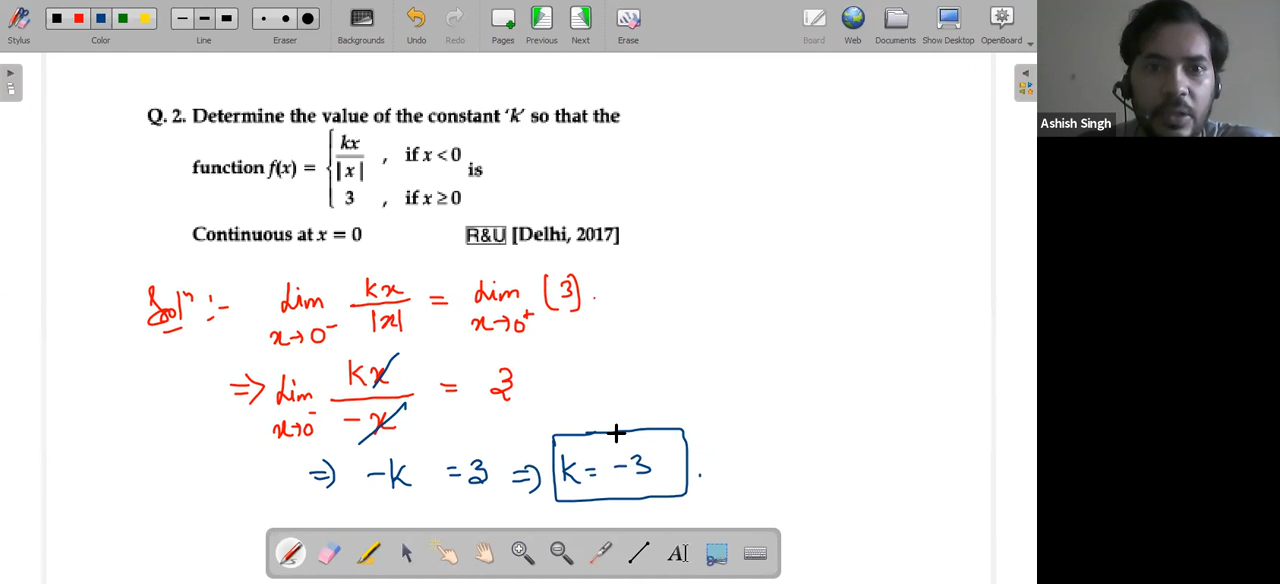 Stylus Color Line Eraser Backgrounds Undo Redo Pages Previous Next Erase Board Web Documents Show Desktop OpenBoard
Ashish Singh
Q. 2. Determine the value of the constant ‘k’ so that the
function f(x) = { kx/|x| , if x < 0 is
3 , if x ≥ 0
Continuous at x = 0 R&U [Delhi, 2017]
Solⁿ :- lim x→0⁻ kx/|x| = lim x→0⁺ (3).
⇒ lim x→0⁻ kx/-x = 3
⇒ -k = 3 ⇒ k = -3 .
AI